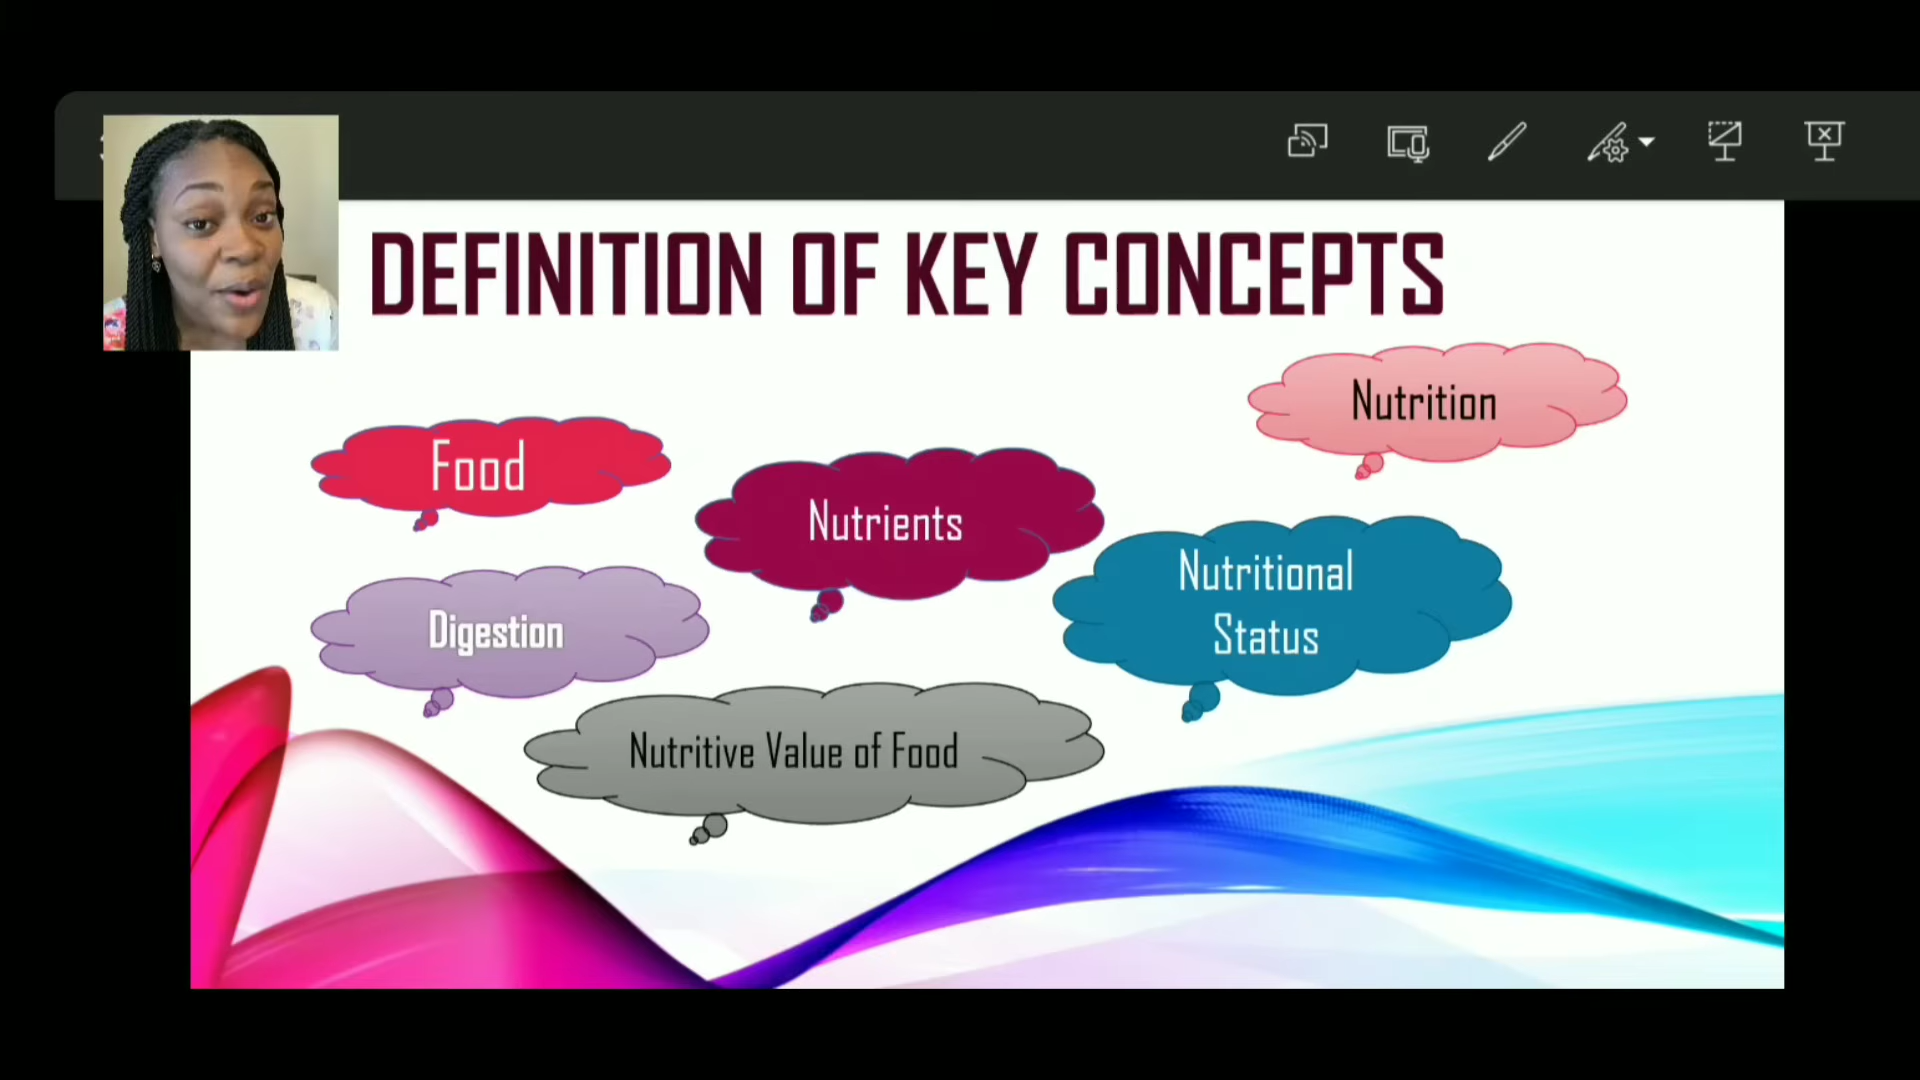 DEFINITION OF KEY CONCEPTS
Nutrition
Food
Nutrients
Nutritional
Status
Digestion
Nutritive Value of Food